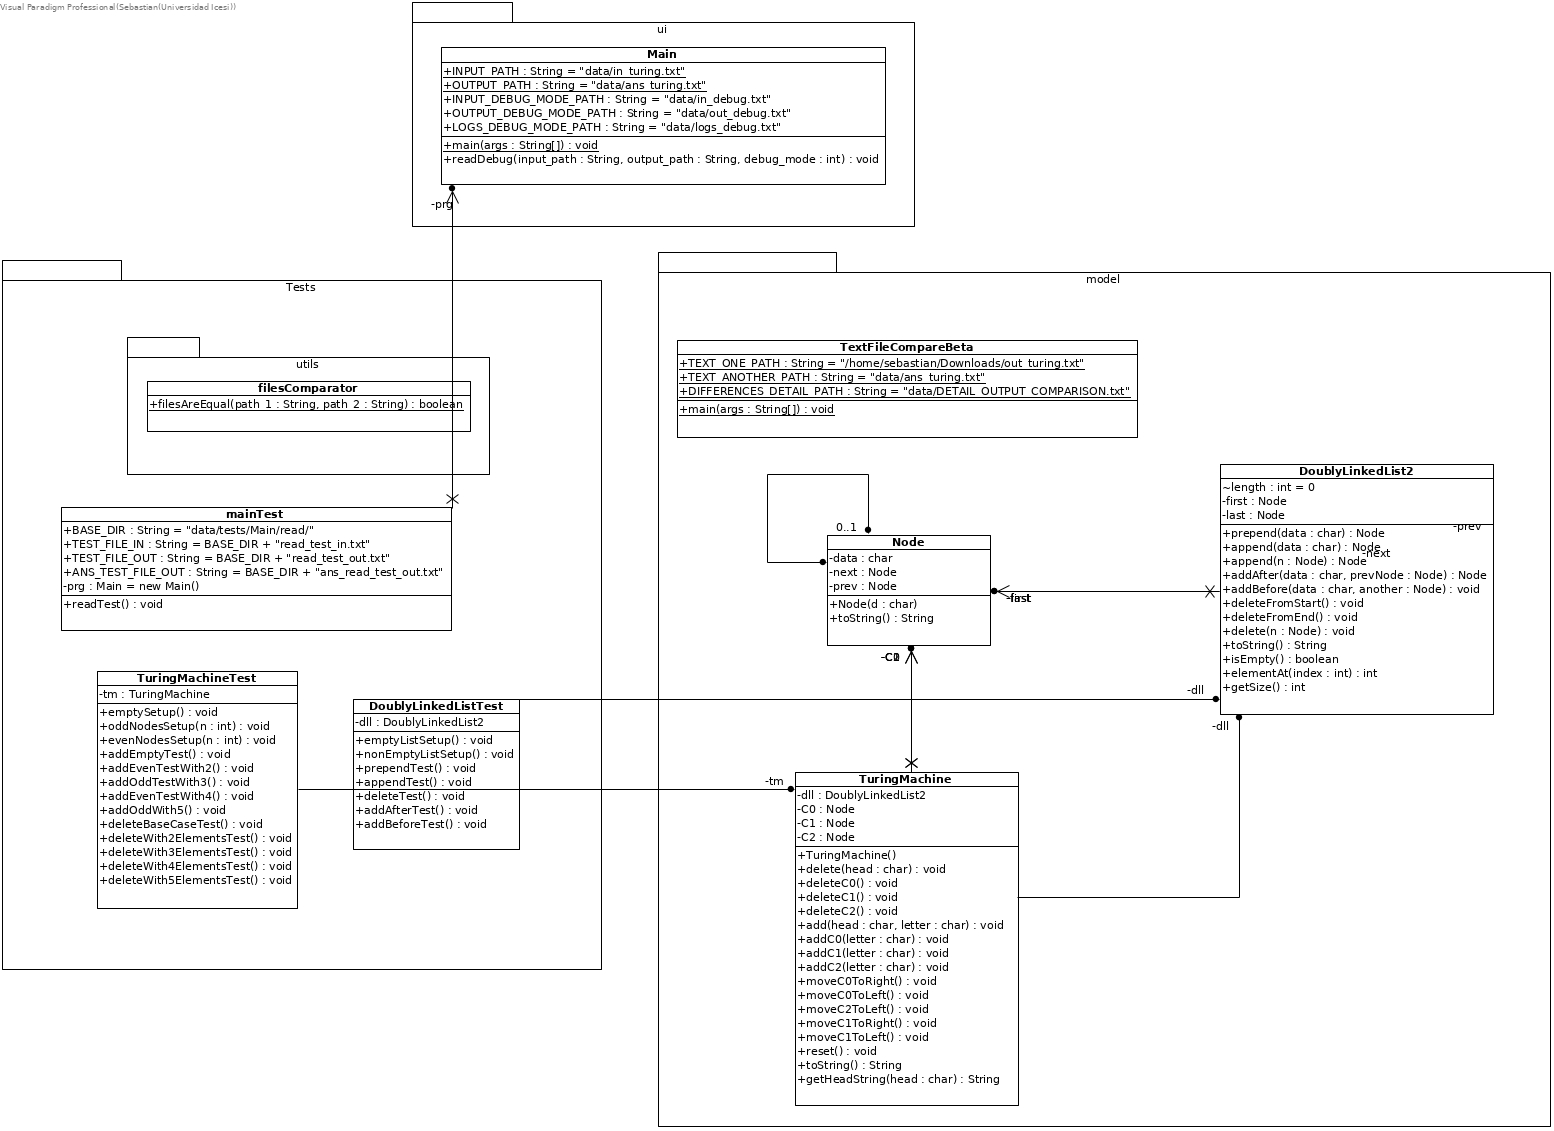 Visual Paradigm Professional(Sebastian(Universidad Icesi))
ui
Main
+INPUT_PATH : String = "data/in_turing.txt"
+OUTPUT_PATH : String = "data/ans_turing.txt"
+INPUT_DEBUG_MODE_PATH : String = "data/in_debug.txt"
+OUTPUT_DEBUG_MODE_PATH : String = "data/out_debug.txt"
+LOGS_DEBUG_MODE_PATH : String = "data/logs_debug.txt"
+main(args : String[]) : void
+readDebug(input_path : String, output_path : String, debug_mode : int) : void
-prg
Tests
utils
filesComparator
+filesAreEqual(path_1 : String, path_2 : String) : boolean
mainTest
+BASE_DIR : String = "data/tests/Main/read/"
+TEST_FILE_IN : String = BASE_DIR + "read_test_in.txt"
+TEST_FILE_OUT : String = BASE_DIR + "read_test_out.txt"
+ANS_TEST_FILE_OUT : String = BASE_DIR + "ans_read_test_out.txt"
-prg : Main = new Main()
+readTest() : void
TuringMachineTest
-tm : TuringMachine
+emptySetup() : void
+oddNodesSetup(n : int) : void
+evenNodesSetup(n : int) : void
+addEmptyTest() : void
+addEvenTestWith2() : void
+addOddTestWith3() : void
+addEvenTestWith4() : void
+addOddWith5() : void
+deleteBaseCaseTest() : void
+deleteWith2ElementsTest() : void
+deleteWith3ElementsTest() : void
+deleteWith4ElementsTest() : void
+deleteWith5ElementsTest() : void
DoublyLinkedListTest
-dll : DoublyLinkedList2
+emptyListSetup() : void
+nonEmptyListSetup() : void
+prependTest() : void
+appendTest() : void
+deleteTest() : void
+addAfterTest() : void
+addBeforeTest() : void
model
TextFileCompareBeta
+TEXT_ONE_PATH : String = "/home/sebastian/Downloads/out_turing.txt"
+TEXT_ANOTHER_PATH : String = "data/ans_turing.txt"
+DIFFERENCES_DETAIL_PATH : String = "data/DETAIL_OUTPUT_COMPARISON.txt"
+main(args : String[]) : void
0..1
Node
-data : char
-next : Node
-prev : Node
+Node(d : char)
+toString() : String
DoublyLinkedList2
~length : int = 0
-first : Node
-last : Node
-prev
+prepend(data : char) : Node
+append(data : char) : Node
-next
+append(n : Node) : Node
+addAfter(data : char, prevNode : Node) : Node
+addBefore(data : char, another : Node) : void
+deleteFromStart() : void
+deleteFromEnd() : void
+delete(n : Node) : void
+toString() : String
+isEmpty() : boolean
+elementAt(index : int) : int
+getSize() : int
-dll
-dll
-tm
TuringMachine
-dll : DoublyLinkedList2
-C0 : Node
-C1 : Node
-C2 : Node
+TuringMachine()
+delete(head : char) : void
+deleteC0() : void
+deleteC1() : void
+deleteC2() : void
+add(head : char, letter : char) : void
+addC0(letter : char) : void
+addC1(letter : char) : void
+addC2(letter : char) : void
+moveC0ToRight() : void
+moveC0ToLeft() : void
+moveC2ToLeft() : void
+moveC1ToRight() : void
+moveC1ToLeft() : void
+reset() : void
+toString() : String
+getHeadString(head : char) : String